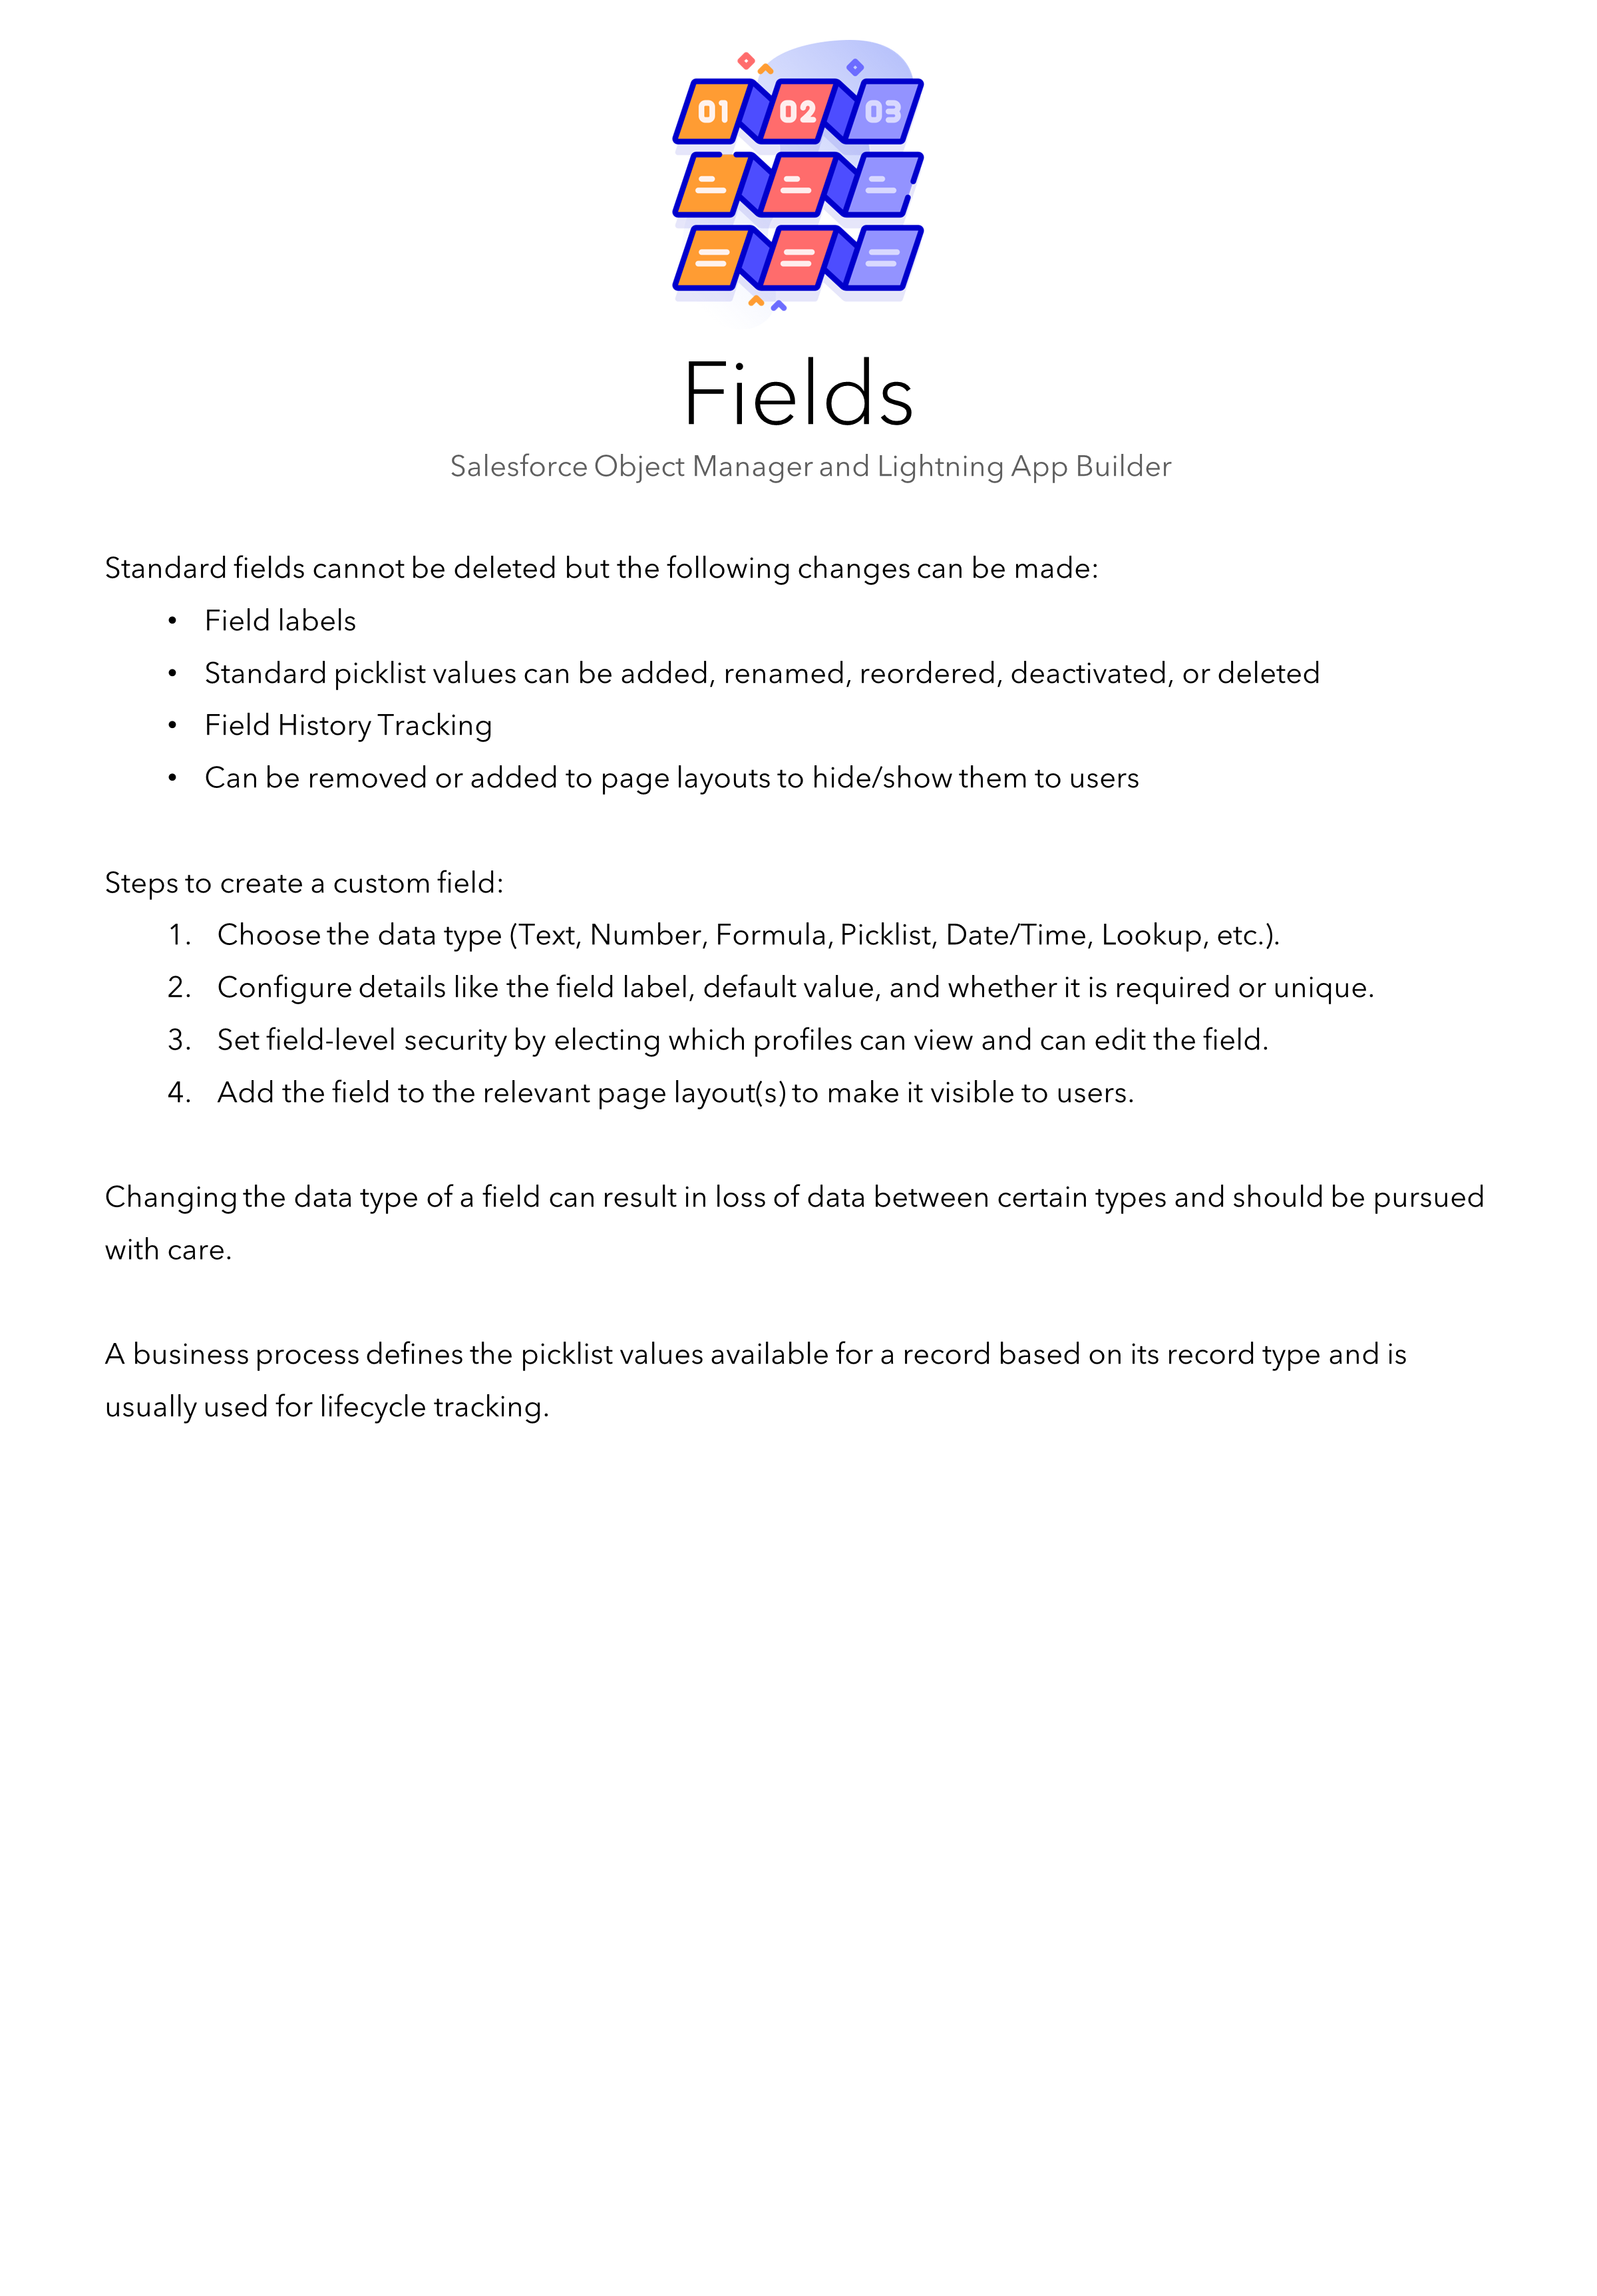 01 02 03
Fields
Salesforce Object Manager and Lightning App Builder
Standard fields cannot be deleted but the following changes can be made:
• Field labels
• Standard picklist values can be added, renamed, reordered, deactivated, or deleted
• Field History Tracking
• Can be removed or added to page layouts to hide/show them to users
Steps to create a custom field:
1. Choose the data type (Text, Number, Formula, Picklist, Date/Time, Lookup, etc.).
2. Configure details like the field label, default value, and whether it is required or unique.
3. Set field-level security by electing which profiles can view and can edit the field.
4. Add the field to the relevant page layout(s) to make it visible to users.
Changing the data type of a field can result in loss of data between certain types and should be pursued
with care.
A business process defines the picklist values available for a record based on its record type and is
usually used for lifecycle tracking.